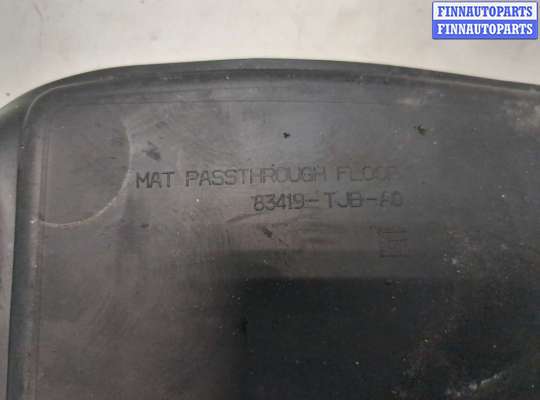 FINNAUTOPARTS
FINNAUTOPARTS
MAT PASSTHROUGH FLOOR
83419-TJB-A0